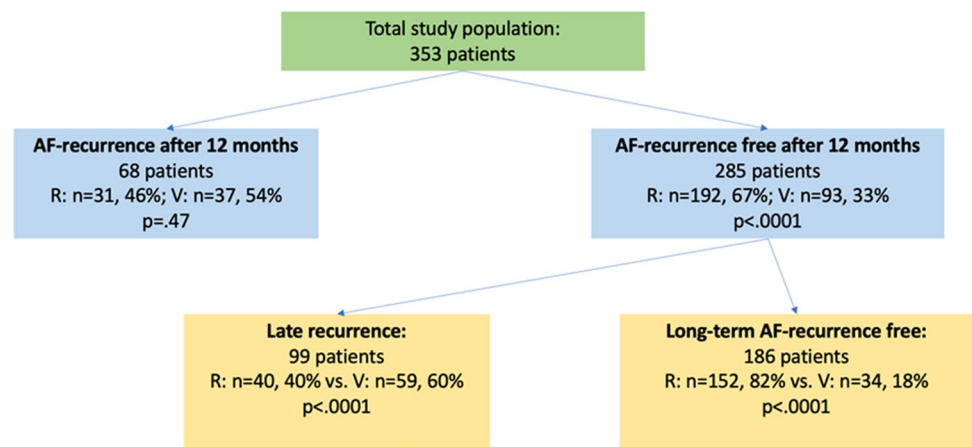 Total study population:
353 patients
AF-recurrence after 12 months
68 patients
R: n=31, 46%; V: n=37, 54%
p=.47
AF-recurrence free after 12 months
285 patients
R: n=192, 67%; V: n=93, 33%
p<.0001
Late recurrence:
99 patients
R: n=40, 40% vs. V: n=59, 60%
p<.0001
Long-term AF-recurrence free:
186 patients
R: n=152, 82% vs. V: n=34, 18%
p<.0001